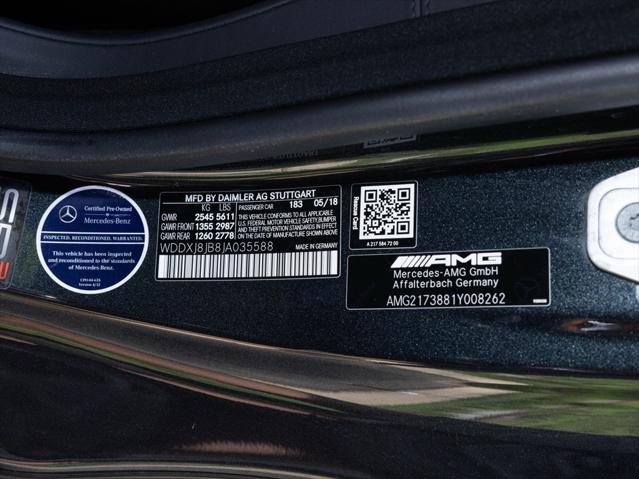 Certified Pre-Owned
Mercedes-Benz
INSPECTED. RECONDITIONED. WARRANTED.
This vehicle has been inspected
and reconditioned to the standards
of Mercedes-Benz.
MFD BY DAIMLER AG STUTTGART
KG LBS PASSENGER CAR 183 05/18
GVWR 2545 5611
GAWR FRONT 1355 2987
GAWR REAR 1260 2778
THIS VEHICLE CONFORMS TO ALL APPLICABLE
U.S. FEDERAL MOTOR VEHICLE SAFETY,BUMPER
AND THEFT PREVENTION STANDARDS IN EFFECT
ON THE DATE OF MANUFACTURE SHOWN ABOVE.
WDDXJ8JB8JA035588 MADE IN GERMANY
Rescue Card
A 217 584 72 00
AMG
Mercedes-AMG GmbH
Affalterbach Germany
AMG2173881Y008262